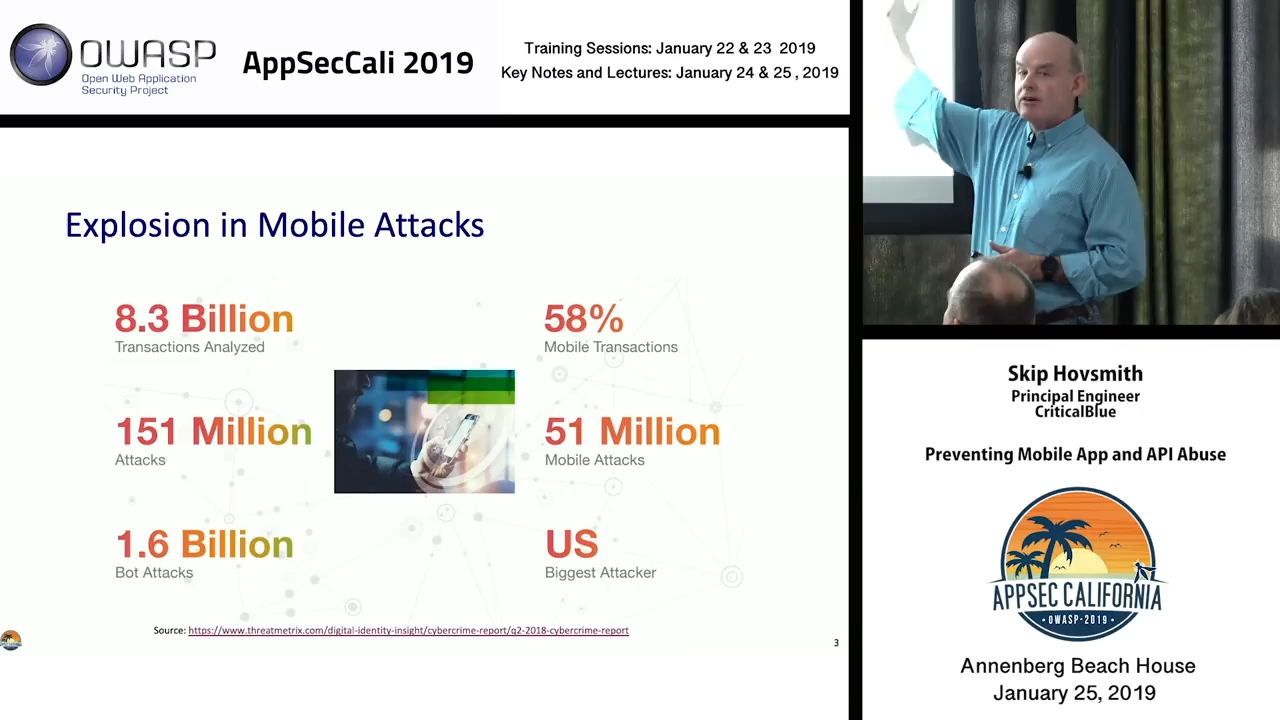 OWASP
Open Web Application
Security Project
AppSecCali 2019
Training Sessions: January 22 & 23 2019
Key Notes and Lectures: January 24 & 25 , 2019
Explosion in Mobile Attacks
8.3 Billion
Transactions Analyzed
58%
Mobile Transactions
151 Million
Attacks
51 Million
Mobile Attacks
1.6 Billion
Bot Attacks
US
Biggest Attacker
Source: https://www.threatmetrix.com/digital-identity-insight/cybercrime-report/q2-2018-cybercrime-report
3
Skip Hovsmith
Principal Engineer
CriticalBlue
Preventing Mobile App and API Abuse
APPSEC CALIFORNIA
• OWASP-2019 •
Annenberg Beach House
January 25, 2019